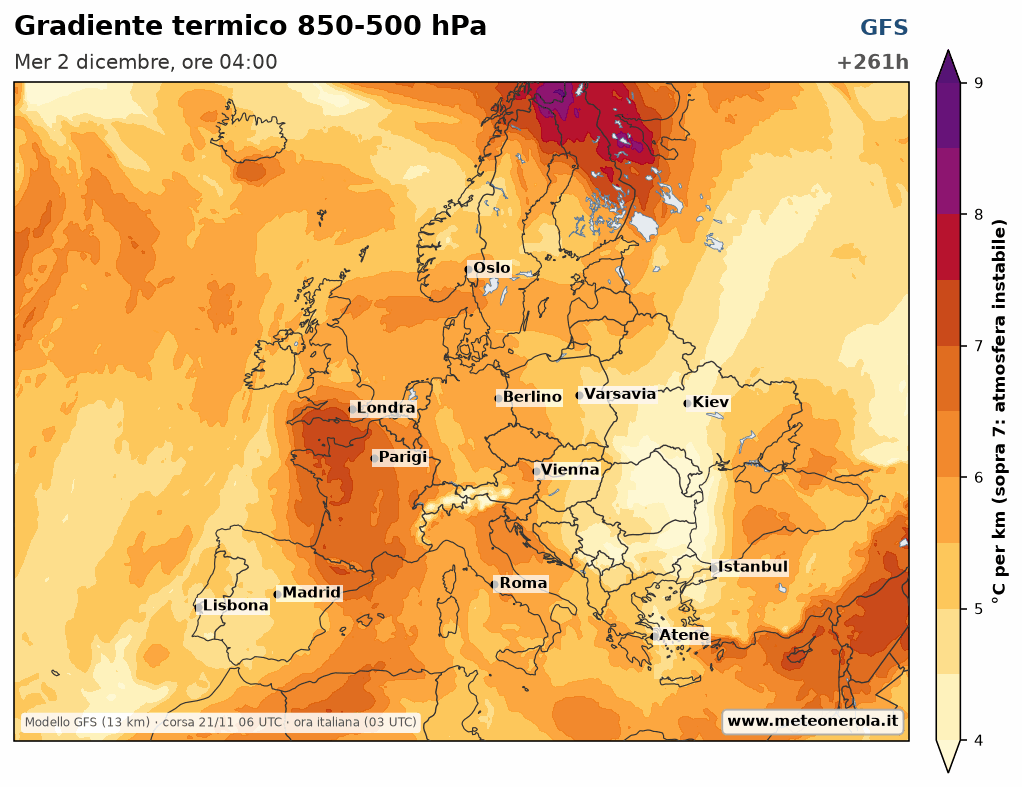 Gradiente termico 850-500 hPa
GFS
Mer 2 dicembre, ore 04:00
+261h
9
8
7
6
5
4
°C per km (sopra 7: atmosfera instabile)
Oslo
Londra
Berlino
Varsavia
Kiev
Parigi
Vienna
Istanbul
Roma
Madrid
Lisbona
Atene
Modello GFS (13 km) · corsa 21/11 06 UTC · ora italiana (03 UTC)
www.meteonerola.it